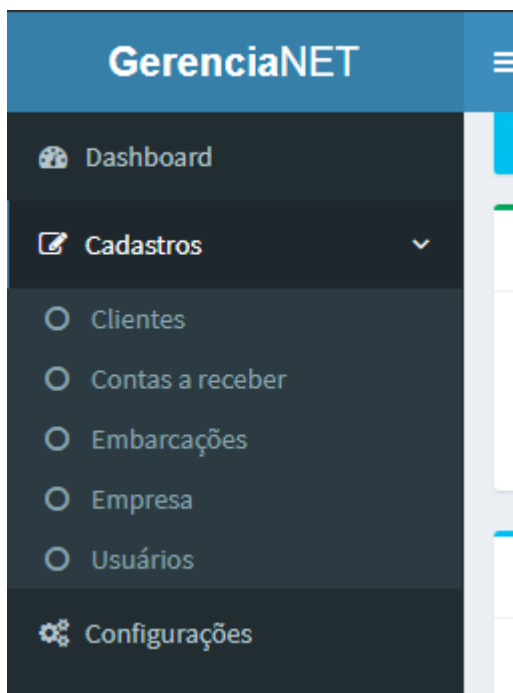 GerenciaNET
Dashboard
Cadastros
Clientes
Contas a receber
Embarcações
Empresa
Usuários
Configurações